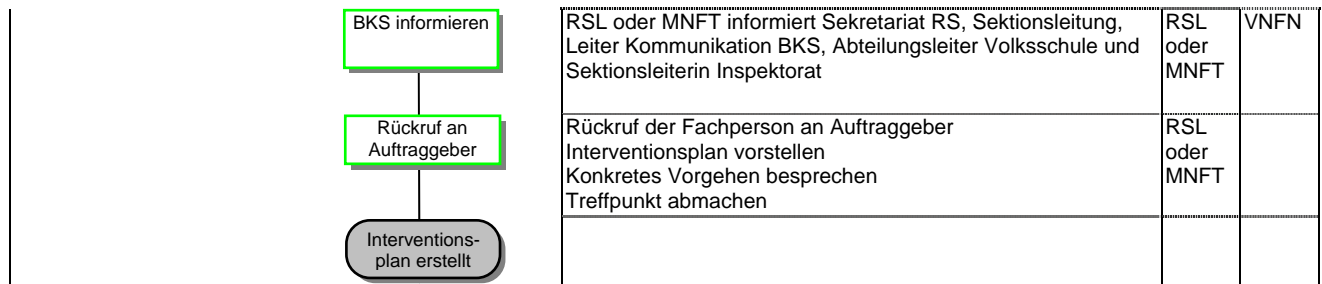 BKS informieren
RSL oder MNFT informiert Sekretariat RS, Sektionsleitung,
Leiter Kommunikation BKS, Abteilungsleiter Volksschule und
Sektionsleiterin Inspektorat
RSL
oder
MNFT
VNFN
Rückruf an
Auftraggeber
Rückruf der Fachperson an Auftraggeber
Interventionsplan vorstellen
Konkretes Vorgehen besprechen
Treffpunkt abmachen
RSL
oder
MNFT
Interventions-
plan erstellt